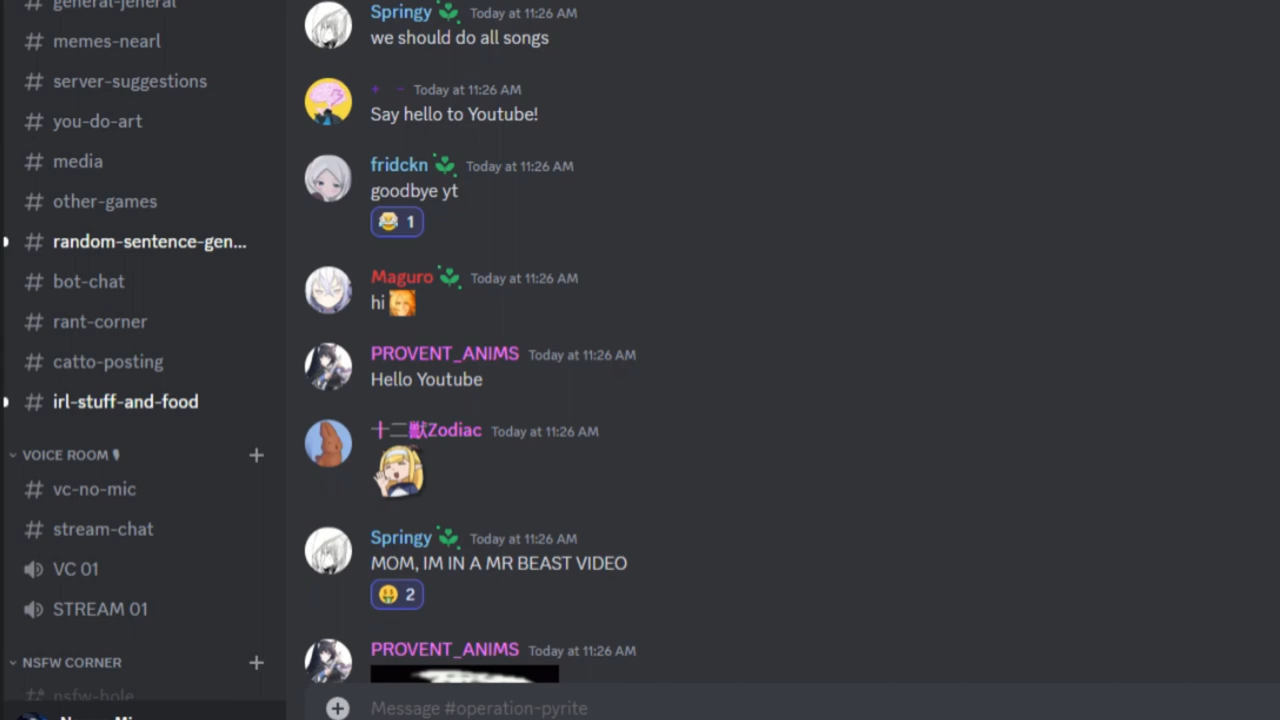 general-jeneral
# memes-nearl
# server-suggestions
# you-do-art
# media
# other-games
# random-sentence-gen...
# bot-chat
# rant-corner
# catto-posting
# irl-stuff-and-food
VOICE ROOM
# vc-no-mic
# stream-chat
VC 01
STREAM 01
NSFW CORNER
nsfw-hole
Springy Today at 11:26 AM
we should do all songs
+ - Today at 11:26 AM
Say hello to Youtube!
fridckn Today at 11:26 AM
goodbye yt
1
Maguro Today at 11:26 AM
hi
PROVENT_ANIMS Today at 11:26 AM
Hello Youtube
十二獣Zodiac Today at 11:26 AM
Springy Today at 11:26 AM
MOM, IM IN A MR BEAST VIDEO
2
PROVENT_ANIMS Today at 11:26 AM
Message #operation-pyrite